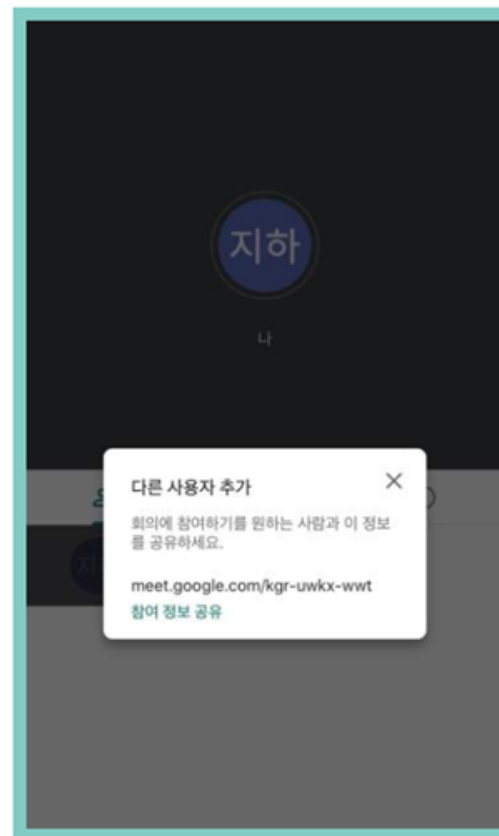 지하
나
다른 사용자 추가
회의에 참여하기를 원하는 사람과 이 정보
를 공유하세요.
meet.google.com/kgr-uwkx-wwt
참여 정보 공유